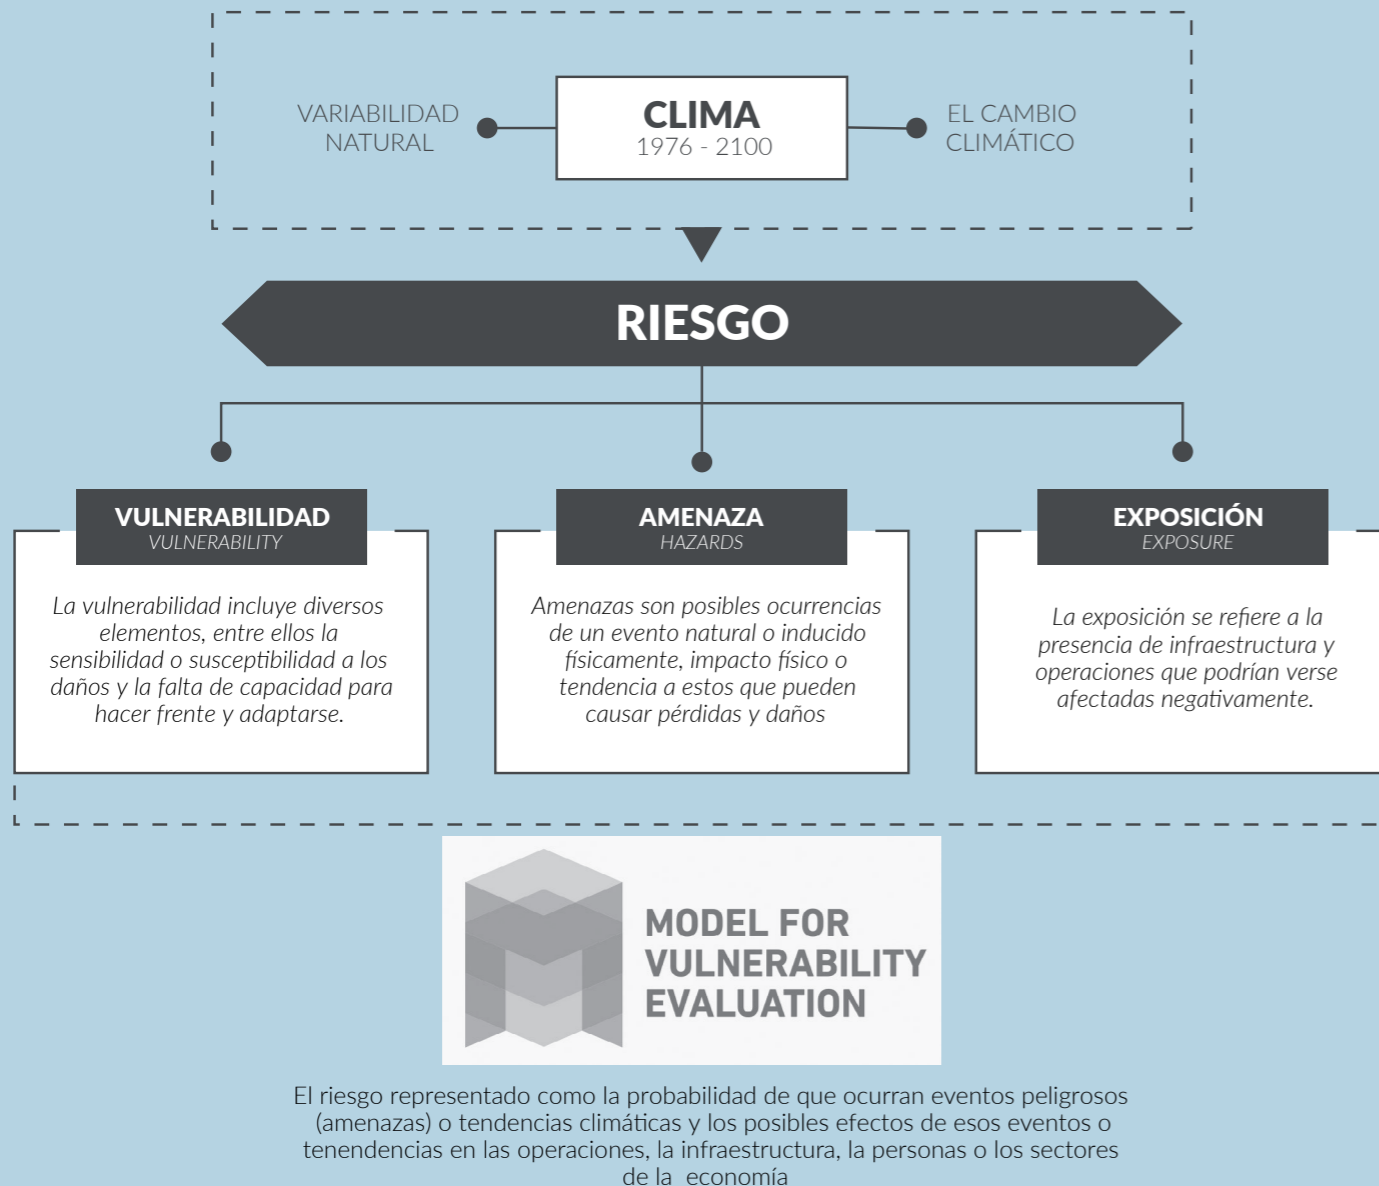 VARIABILIDAD
NATURAL
CLIMA
1976 - 2100
EL CAMBIO
CLIMÁTICO
RIESGO
VULNERABILIDAD
VULNERABILITY
La vulnerabilidad incluye diversos
elementos, entre ellos la
sensibilidad o susceptibilidad a los
daños y la falta de capacidad para
hacer frente y adaptarse.
AMENAZA
HAZARDS
Amenazas son posibles ocurrencias
de un evento natural o inducido
físicamente, impacto físico o
tendencia a estos que pueden
causar pérdidas y daños
EXPOSICIÓN
EXPOSURE
La exposición se refiere a la
presencia de infraestructura y
operaciones que podrían verse
afectadas negativamente.
MODEL FOR
VULNERABILITY
EVALUATION
El riesgo representado como la probabilidad de que ocurran eventos peligrosos
(amenazas) o tendencias climáticas y los posibles efectos de esos eventos o
tenendencias en las operaciones, la infraestructura, la personas o los sectores
de la economía